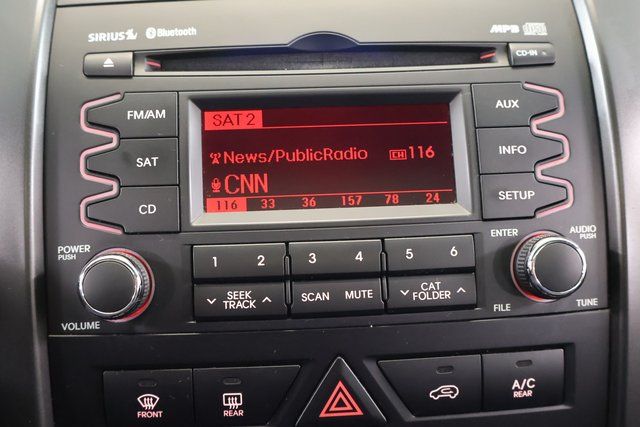 SIRIUS Bluetooth MP3
CD-IN
FM/AM AUX
SAT 2
News/PublicRadio CH 116
SAT INFO
CNN
CD SETUP
116 33 36 157 78 24
POWER PUSH ENTER AUDIO PUSH
1 2 3 4 5 6
SEEK TRACK SCAN MUTE CAT FOLDER
VOLUME FILE TUNE
FRONT REAR A/C REAR